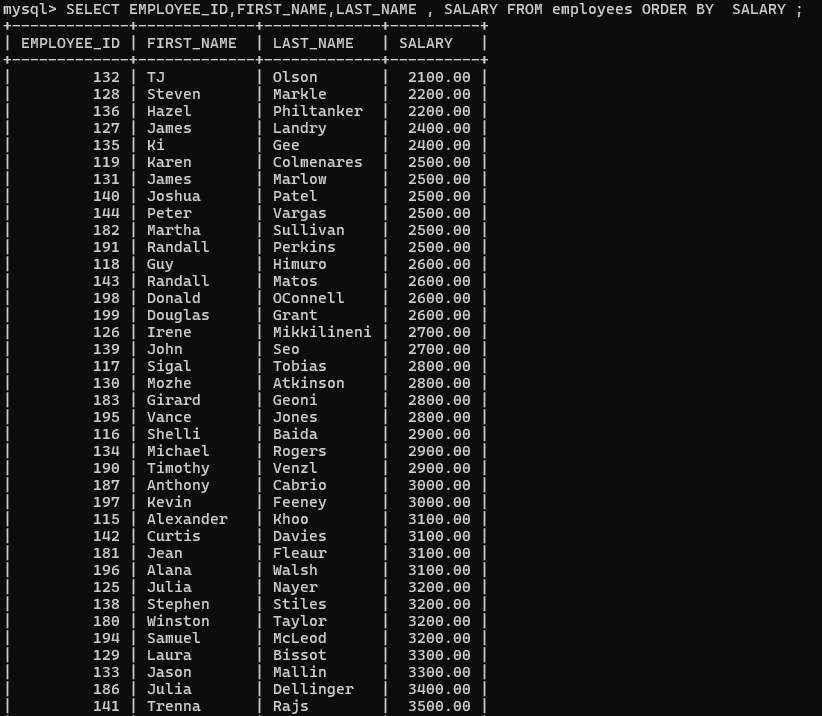 mysql> SELECT EMPLOYEE_ID,FIRST_NAME,LAST_NAME , SALARY FROM employees ORDER BY  SALARY ;
+-------------+-------------+-------------+----------+
| EMPLOYEE_ID | FIRST_NAME  | LAST_NAME   | SALARY   |
+-------------+-------------+-------------+----------+
|         132 | TJ          | Olson       |  2100.00 |
|         128 | Steven      | Markle      |  2200.00 |
|         136 | Hazel       | Philtanker  |  2200.00 |
|         127 | James       | Landry      |  2400.00 |
|         135 | Ki          | Gee         |  2400.00 |
|         119 | Karen       | Colmenares  |  2500.00 |
|         131 | James       | Marlow      |  2500.00 |
|         140 | Joshua      | Patel       |  2500.00 |
|         144 | Peter       | Vargas      |  2500.00 |
|         182 | Martha      | Sullivan    |  2500.00 |
|         191 | Randall     | Perkins     |  2500.00 |
|         118 | Guy         | Himuro      |  2600.00 |
|         143 | Randall     | Matos       |  2600.00 |
|         198 | Donald      | OConnell    |  2600.00 |
|         199 | Douglas     | Grant       |  2600.00 |
|         126 | Irene       | Mikkilineni |  2700.00 |
|         139 | John        | Seo         |  2700.00 |
|         117 | Sigal       | Tobias      |  2800.00 |
|         130 | Mozhe       | Atkinson    |  2800.00 |
|         183 | Girard      | Geoni       |  2800.00 |
|         195 | Vance       | Jones       |  2800.00 |
|         116 | Shelli      | Baida       |  2900.00 |
|         134 | Michael     | Rogers      |  2900.00 |
|         190 | Timothy     | Venzl       |  2900.00 |
|         187 | Anthony     | Cabrio      |  3000.00 |
|         197 | Kevin       | Feeney      |  3000.00 |
|         115 | Alexander   | Khoo        |  3100.00 |
|         142 | Curtis      | Davies      |  3100.00 |
|         181 | Jean        | Fleaur      |  3100.00 |
|         196 | Alana       | Walsh       |  3100.00 |
|         125 | Julia       | Nayer       |  3200.00 |
|         138 | Stephen     | Stiles      |  3200.00 |
|         180 | Winston     | Taylor      |  3200.00 |
|         194 | Samuel      | McLeod      |  3200.00 |
|         129 | Laura       | Bissot      |  3300.00 |
|         133 | Jason       | Mallin      |  3300.00 |
|         186 | Julia       | Dellinger   |  3400.00 |
|         141 | Trenna      | Rajs        |  3500.00 |